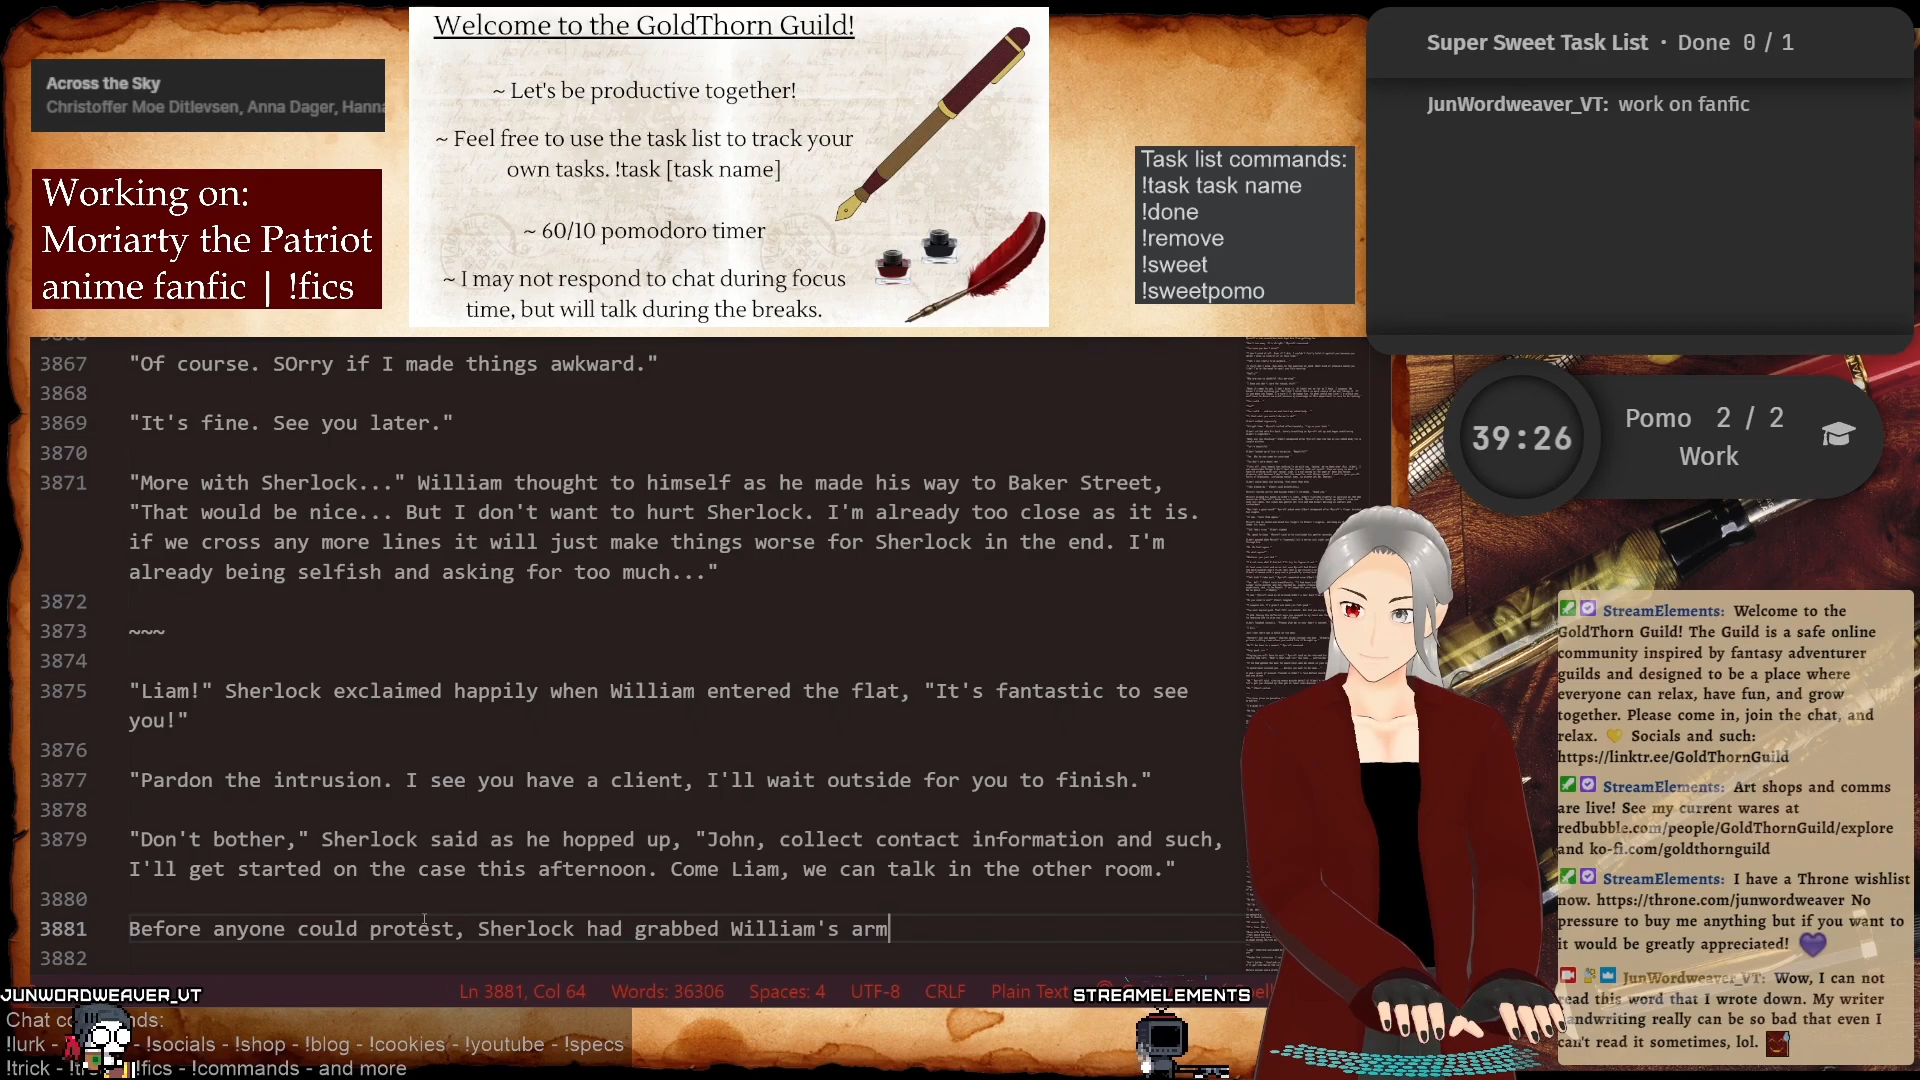 Across the Sky
Christoffer Moe Ditlevsen, Anna Dager, Hanna
Working on:
Moriarty the Patriot
anime fanfic | !fics
Welcome to the GoldThorn Guild!
~ Let's be productive together!
~ Feel free to use the task list to track your
own tasks. !task [task name]
~ 60/10 pomodoro timer
~ I may not respond to chat during focus
time, but will talk during the breaks.
Task list commands:
!task task name
!done
!remove
!sweet
!sweetpomo
Super Sweet Task List · Done 0 / 1
JunWordweaver_VT: work on fanfic
39:26
Pomo 2 / 2
Work
3867 "Of course. SOrry if I made things awkward."
3868
3869 "It's fine. See you later."
3870
3871 "More with Sherlock..." William thought to himself as he made his way to Baker Street,
"That would be nice... But I don't want to hurt Sherlock. I'm already too close as it is.
if we cross any more lines it will just make things worse for Sherlock in the end. I'm
already being selfish and asking for too much..."
3872
3873 ~~~
3874
3875 "Liam!" Sherlock exclaimed happily when William entered the flat, "It's fantastic to see
you!"
3876
3877 "Pardon the intrusion. I see you have a client, I'll wait outside for you to finish."
3878
3879 "Don't bother," Sherlock said as he hopped up, "John, collect contact information and such,
I'll get started on the case this afternoon. Come Liam, we can talk in the other room."
3880
3881 Before anyone could protest, Sherlock had grabbed William's arm
3882
Ln 3881, Col 64 Words: 36306 Spaces: 4 UTF-8 CRLF Plain Text
StreamElements: Welcome to the
GoldThorn Guild! The Guild is a safe online
community inspired by fantasy adventurer
guilds and designed to be a place where
everyone can relax, have fun, and grow
together. Please come in, join the chat, and
relax. 💛 Socials and such:
https://linktr.ee/GoldThornGuild
StreamElements: Art shops and comms
are live! See my current wares at
redbubble.com/people/GoldThornGuild/explore
and ko-fi.com/goldthornguild
StreamElements: I have a Throne wishlist
now. https://throne.com/junwordweaver No
pressure to buy me anything but if you want to
it would be greatly appreciated! 💜
JunWordweaver_VT: Wow, I can not
read this word that I wrote down. My writer
handwriting really can be so bad that even I
can't read it sometimes, lol.
JUNWORDWEAVER_VT
STREAMELEMENTS
Chat
!lurk - - !socials - !shop - !blog - !cookies - !youtube - !specs
!trick - !fics - !commands - and more